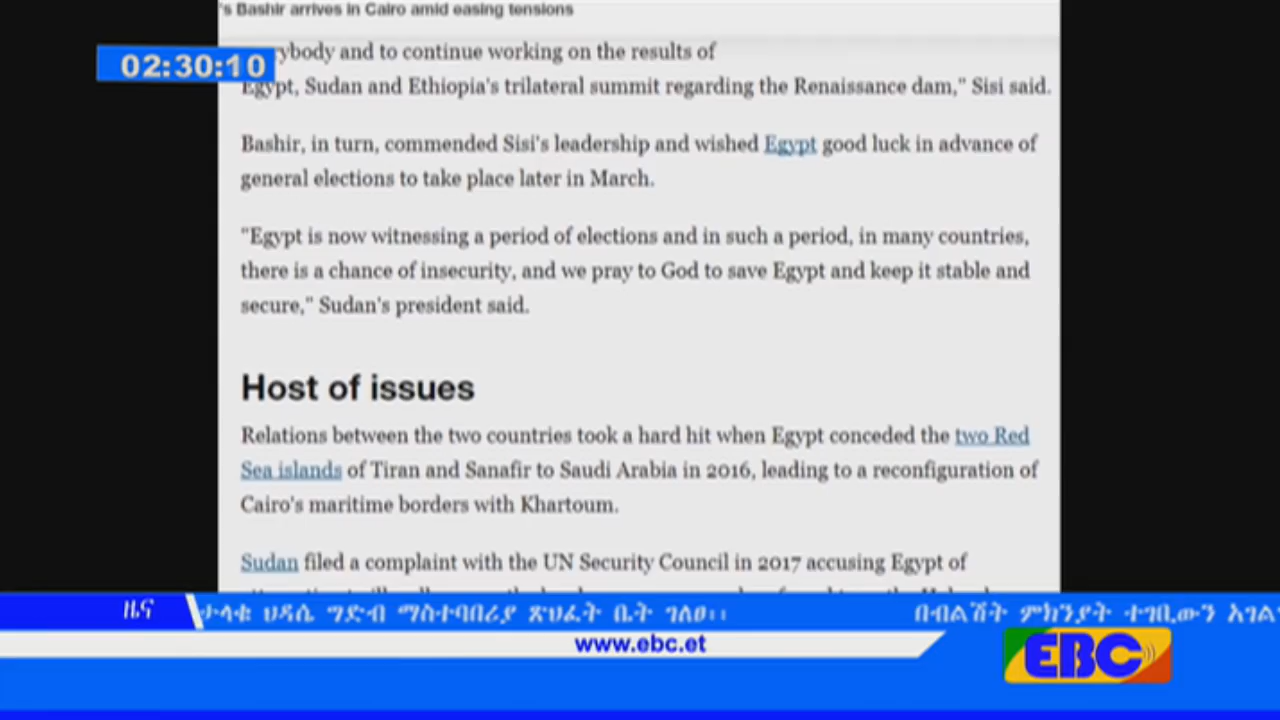 's Bashir arrives in Cairo amid easing tensions
02:30:10
ybody and to continue working on the results of
Egypt, Sudan and Ethiopia's trilateral summit regarding the Renaissance dam," Sisi said.
Bashir, in turn, commended Sisi's leadership and wished Egypt good luck in advance of
general elections to take place later in March.
"Egypt is now witnessing a period of elections and in such a period, in many countries,
there is a chance of insecurity, and we pray to God to save Egypt and keep it stable and
secure," Sudan's president said.
Host of issues
Relations between the two countries took a hard hit when Egypt conceded the two Red
Sea islands of Tiran and Sanafir to Saudi Arabia in 2016, leading to a reconfiguration of
Cairo's maritime borders with Khartoum.
Sudan filed a complaint with the UN Security Council in 2017 accusing Egypt of
ዜና ታላቁ ህዳሴ ግድብ ማስተባበሪያ ጽህፈት ቤት ገለፀ፡፡ በብልሽት ምክንያት ተገቢውን አገል
www.ebc.et
EBC